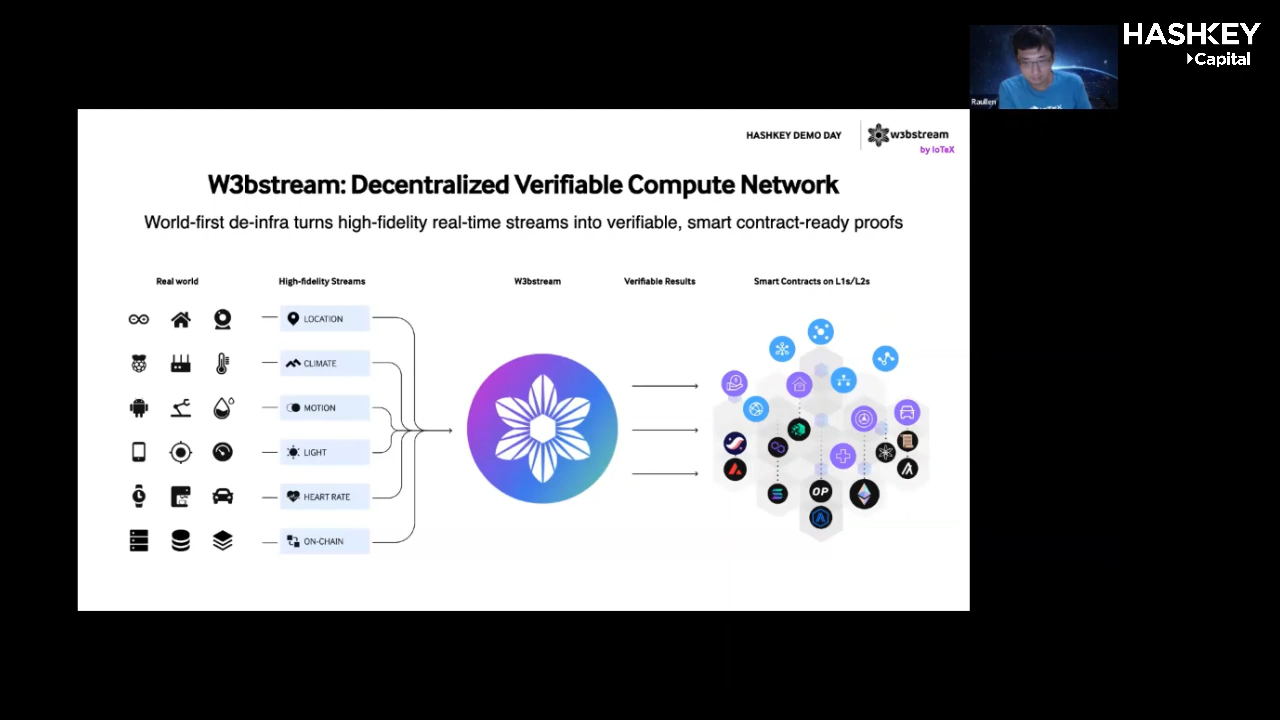 HASHKEY
Capital
Raullen
IoTeX
HASHKEY DEMO DAY
w3bstream
by IoTeX
W3bstream: Decentralized Verifiable Compute Network
World-first de-infra turns high-fidelity real-time streams into verifiable, smart contract-ready proofs
Real world
High-fidelity Streams
W3bstream
Verifiable Results
Smart Contracts on L1s/L2s
LOCATION
CLIMATE
MOTION
LIGHT
HEART RATE
ON-CHAIN
OP